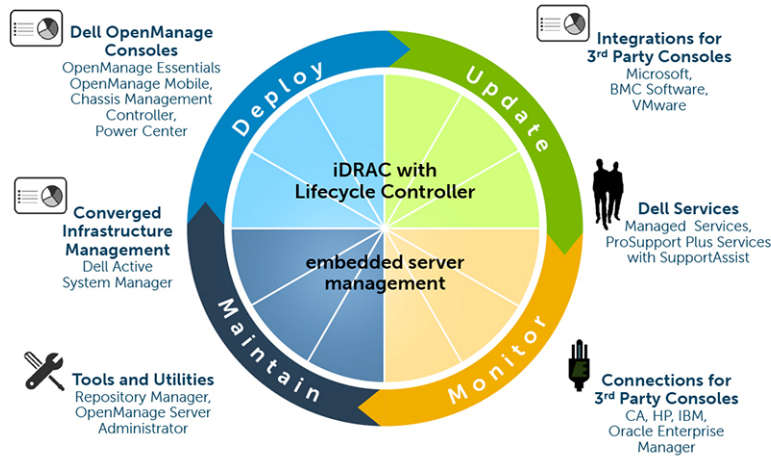 Dell OpenManage
Consoles
OpenManage Essentials
OpenManage Mobile,
Chassis Management
Controller,
Power Center
Converged
Infrastructure
Management
Dell Active
System Manager
Tools and Utilities
Repository Manager,
OpenManage Server
Administrator
Deploy
Update
Maintain
Monitor
iDRAC with
Lifecycle Controller
embedded server
management
Integrations for
3rd Party Consoles
Microsoft,
BMC Software,
VMware
Dell Services
Managed Services,
ProSupport Plus Services
with SupportAssist
Connections for
3rd Party Consoles
CA, HP, IBM,
Oracle Enterprise
Manager